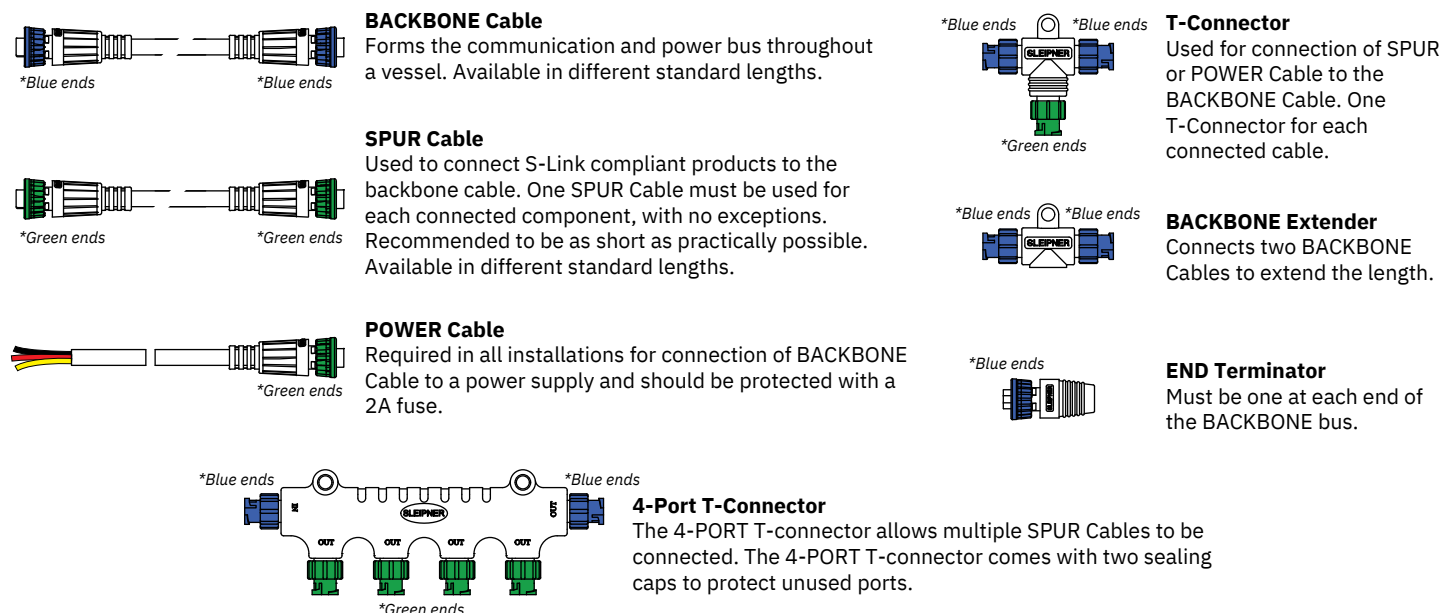 BACKBONE Cable
Forms the communication and power bus throughout
a vessel. Available in different standard lengths.
*Blue ends
*Blue ends
SPUR Cable
Used to connect S-Link compliant products to the
backbone cable. One SPUR Cable must be used for
each connected component, with no exceptions.
Recommended to be as short as practically possible.
Available in different standard lengths.
*Green ends
*Green ends
POWER Cable
Required in all installations for connection of BACKBONE
Cable to a power supply and should be protected with a
2A fuse.
*Green ends
*Blue ends
*Blue ends
SLEIPNER
*Green ends
T-Connector
Used for connection of SPUR
or POWER Cable to the
BACKBONE Cable. One
T-Connector for each
connected cable.
*Blue ends
*Blue ends
SLEIPNER
BACKBONE Extender
Connects two BACKBONE
Cables to extend the length.
*Blue ends
SLEIPNER
END Terminator
Must be one at each end of
the BACKBONE bus.
*Blue ends
*Blue ends
IN
SLEIPNER
OUT
OUT
OUT
OUT
OUT
*Green ends
4-Port T-Connector
The 4-PORT T-connector allows multiple SPUR Cables to be
connected. The 4-PORT T-connector comes with two sealing
caps to protect unused ports.